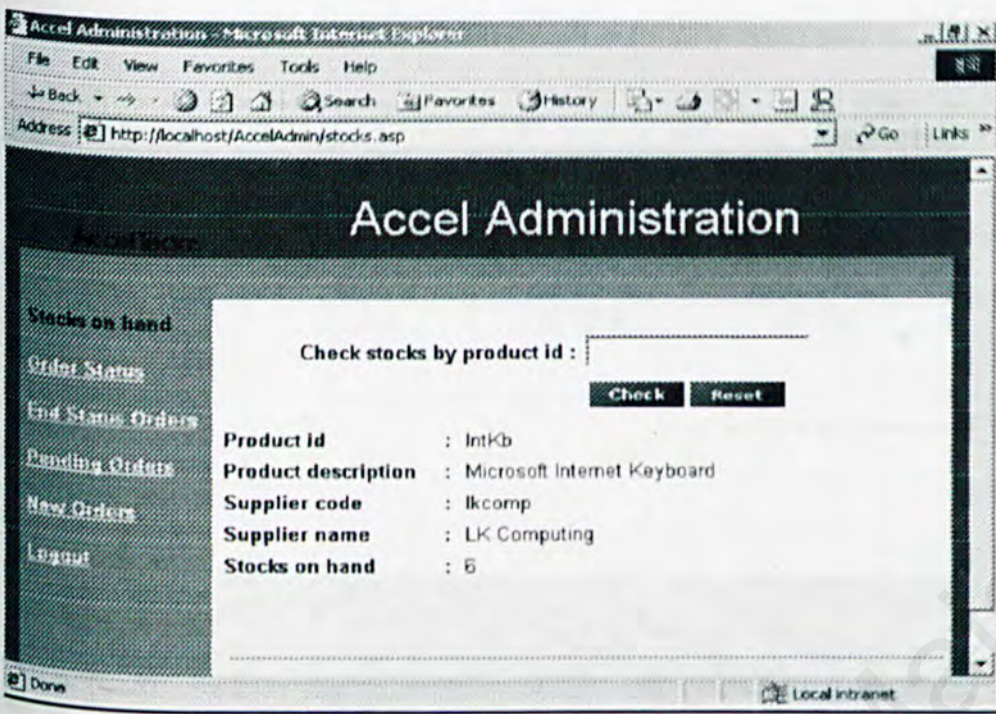 Accel Administration - Microsoft Internet Explorer
File Edit View Favorites Tools Help
Back Search Favorites History
Address http://localhost/AccelAdmin/stocks.asp Go Links »
Accel Administration
Stocks on hand
Order Status
End Status Orders
Pending Orders
New Orders
Logout
Check stocks by product id :
Check Reset
Product id : IntKb
Product description : Microsoft Internet Keyboard
Supplier code : lkcomp
Supplier name : LK Computing
Stocks on hand : 6
Done Local intranet